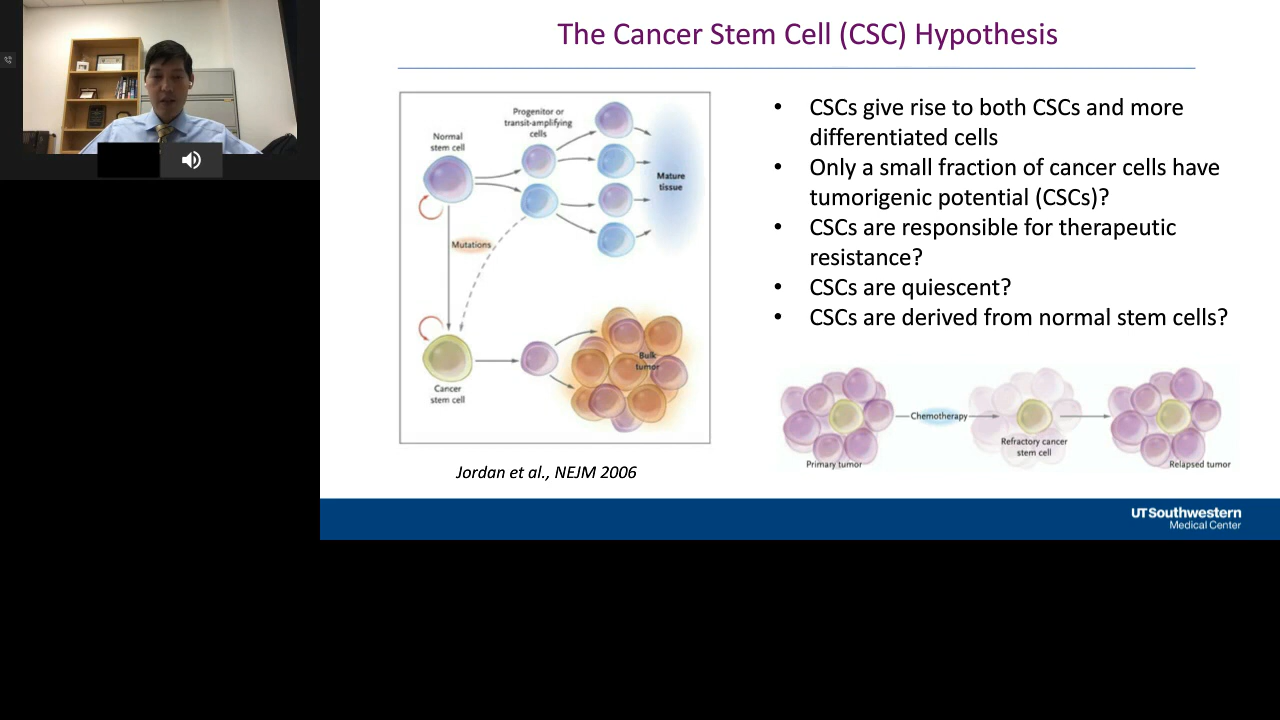 The Cancer Stem Cell (CSC) Hypothesis
Progenitor or
transit-amplifying
cells
Normal
stem cell
Mature
tissue
Mutations
Bulk
tumor
Cancer
stem cell
Jordan et al., NEJM 2006
• CSCs give rise to both CSCs and more
differentiated cells
• Only a small fraction of cancer cells have
tumorigenic potential (CSCs)?
• CSCs are responsible for therapeutic
resistance?
• CSCs are quiescent?
• CSCs are derived from normal stem cells?
Chemotherapy
Refractory cancer
stem cell
Primary tumor
Relapsed tumor
UTSouthwestern
Medical Center